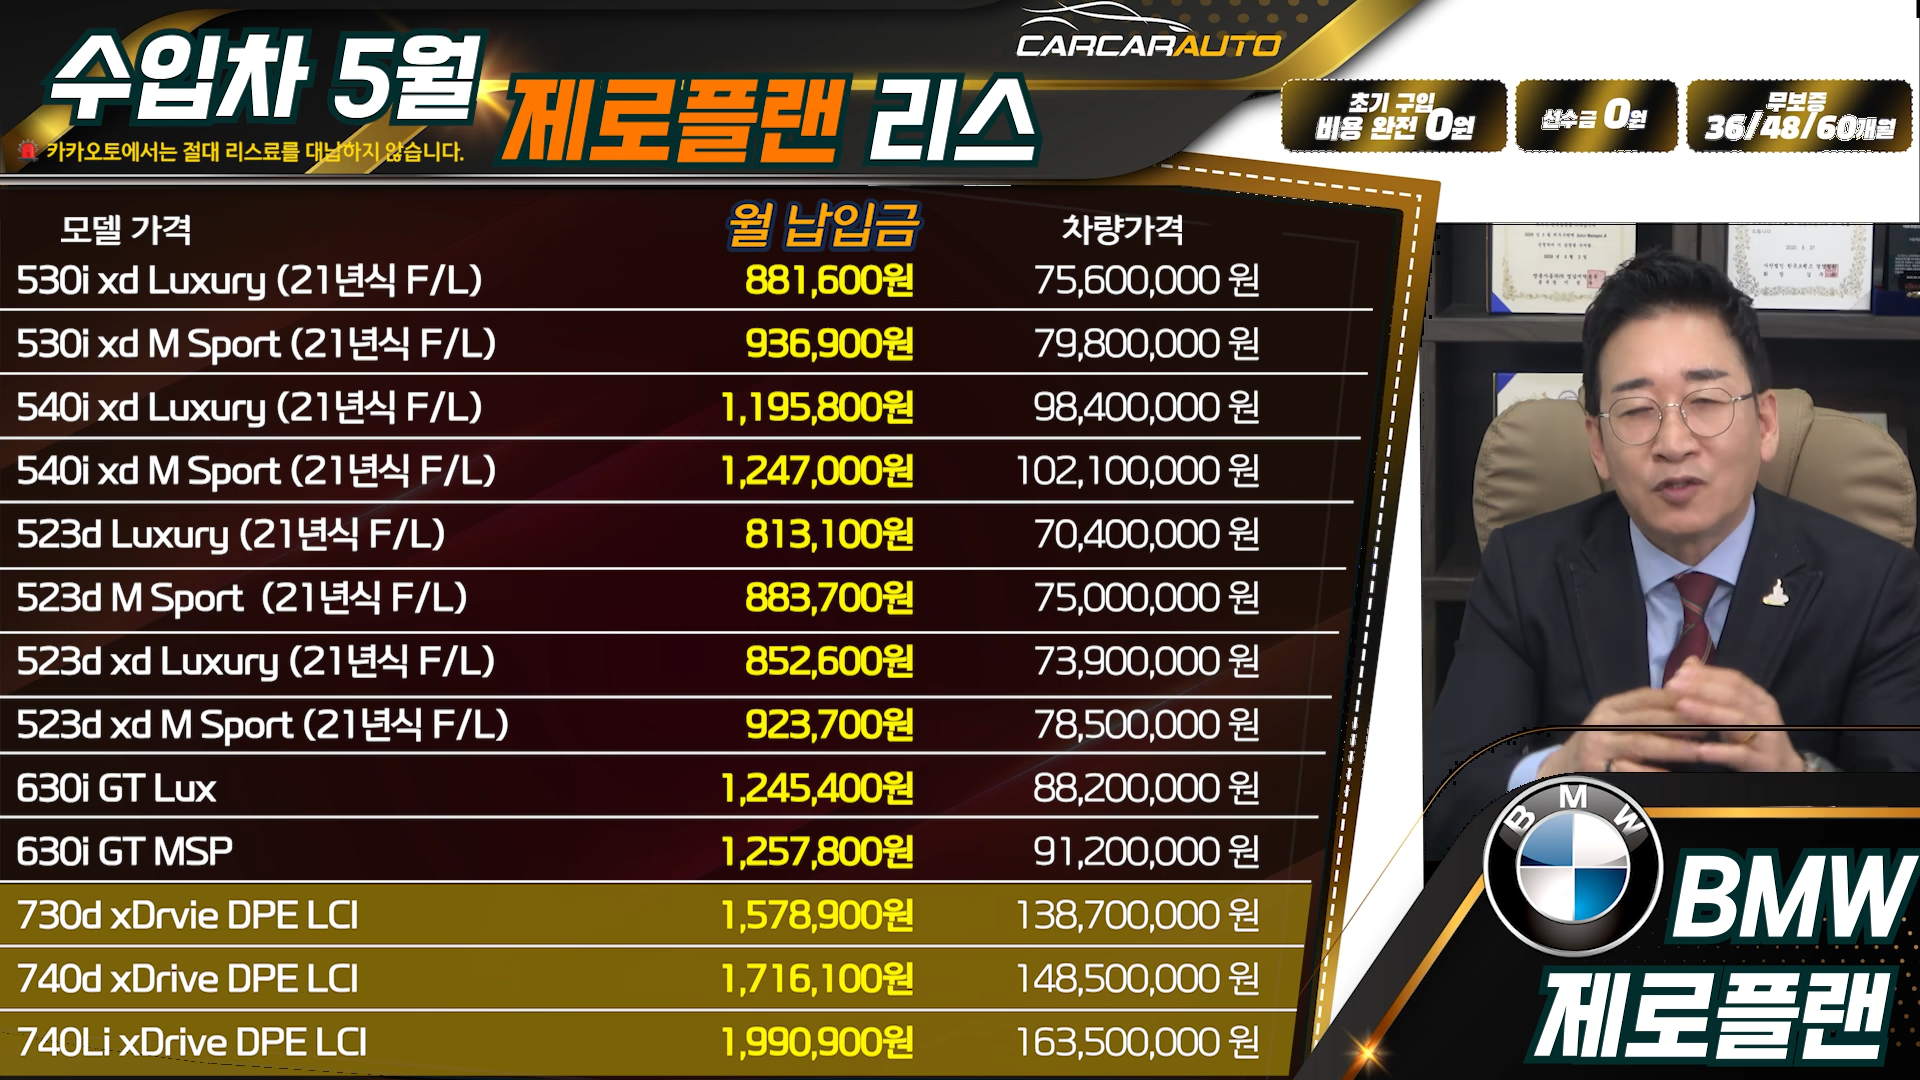 수입차 5월
제로플랜 리스
카카오토에서는 절대 리스료를 대납하지 않습니다.
CARCARAUTO
초기 구입
비용 완전 0원
선수금 0원
무보증
36/48/60개월
모델 가격 월 납입금 차량가격
530i xd Luxury (21년식 F/L) 881,600원 75,600,000 원
530i xd M Sport (21년식 F/L) 936,900원 79,800,000 원
540i xd Luxury (21년식 F/L) 1,195,800원 98,400,000 원
540i xd M Sport (21년식 F/L) 1,247,000원 102,100,000 원
523d Luxury (21년식 F/L) 813,100원 70,400,000 원
523d M Sport (21년식 F/L) 883,700원 75,000,000 원
523d xd Luxury (21년식 F/L) 852,600원 73,900,000 원
523d xd M Sport (21년식 F/L) 923,700원 78,500,000 원
630i GT Lux 1,245,400원 88,200,000 원
630i GT MSP 1,257,800원 91,200,000 원
730d xDrvie DPE LCI 1,578,900원 138,700,000 원
740d xDrive DPE LCI 1,716,100원 148,500,000 원
740Li xDrive DPE LCI 1,990,900원 163,500,000 원
BMW
BMW
제로플랜